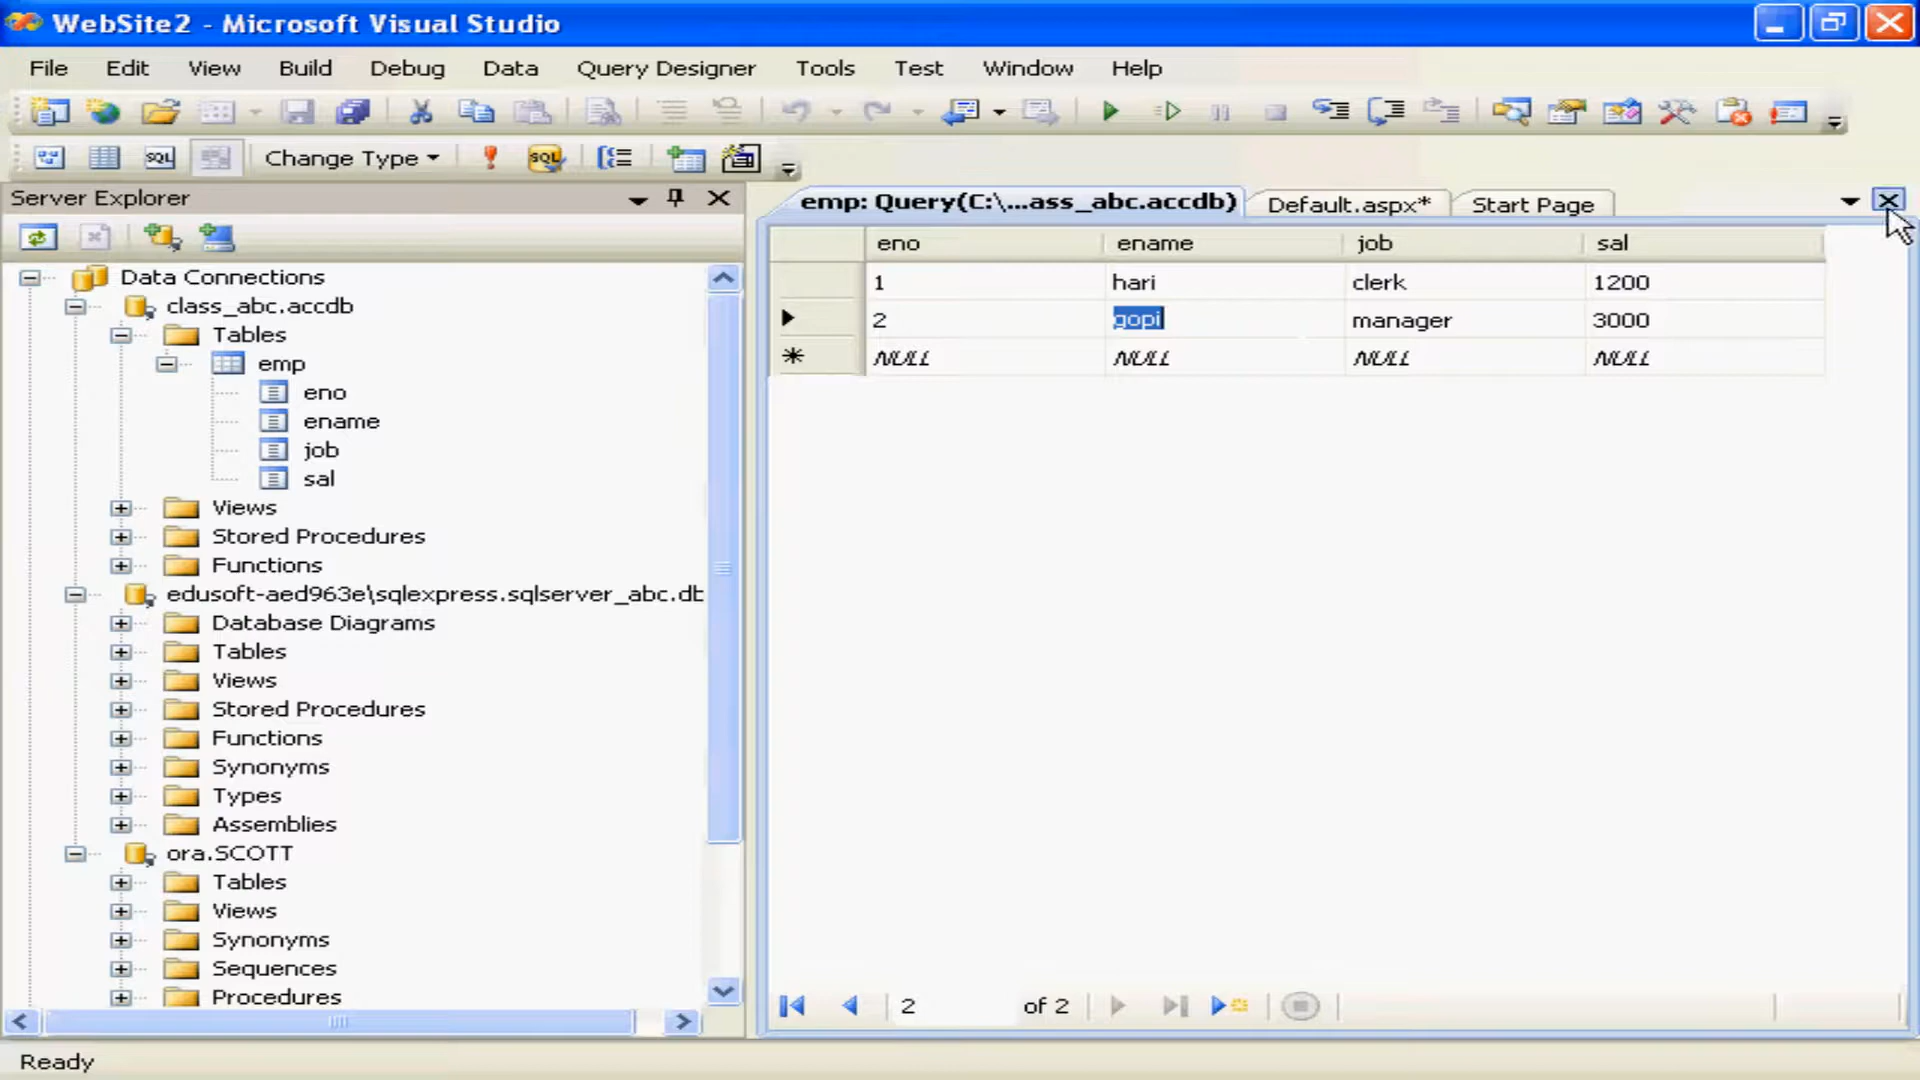 WebSite2 - Microsoft Visual Studio
File Edit View Build Debug Data Query Designer Tools Test Window Help
SQL Change Type SQL
Server Explorer
emp: Query(C:\...ass_abc.accdb) Default.aspx* Start Page
Data Connections
class_abc.accdb
Tables
emp
eno
ename
job
sal
Views
Stored Procedures
Functions
edusoft-aed963e\sqlexpress.sqlserver_abc.db
Database Diagrams
Tables
Views
Stored Procedures
Functions
Synonyms
Types
Assemblies
ora.SCOTT
Tables
Views
Synonyms
Sequences
Procedures
eno ename job sal
1 hari clerk 1200
2 gopi manager 3000
NULL NULL NULL NULL
2 of 2
Ready